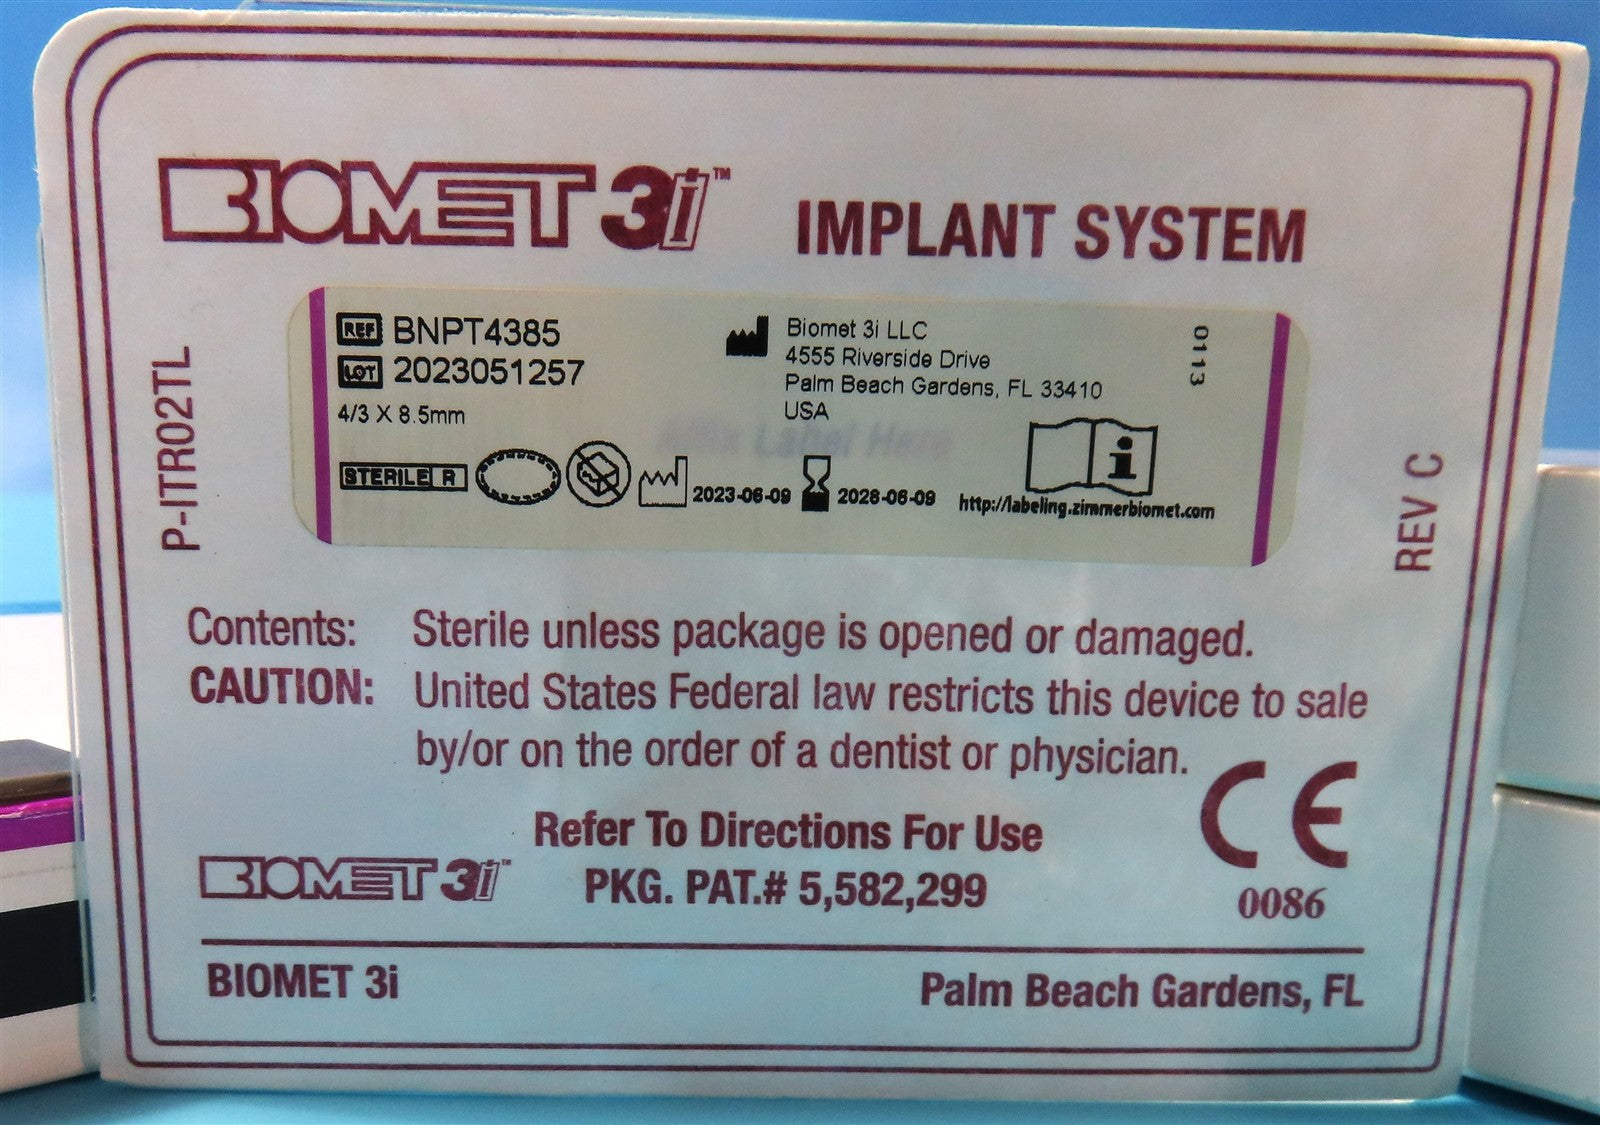 BIOMET 3i™ IMPLANT SYSTEM
P-ITR02TL
REF BNPT4385
LOT 2023051257
4/3 X 8.5mm
STERILE R
2023-06-09
2028-06-09
Biomet 3i LLC
4555 Riverside Drive
Palm Beach Gardens, FL 33410
USA
Affix Label Here
0113
http://labeling.zimmerbiomet.com
REV C
Contents: Sterile unless package is opened or damaged.
CAUTION: United States Federal law restricts this device to sale
by/or on the order of a dentist or physician.
Refer To Directions For Use
BIOMET 3i™ PKG. PAT.# 5,582,299
CE
0086
BIOMET 3i Palm Beach Gardens, FL